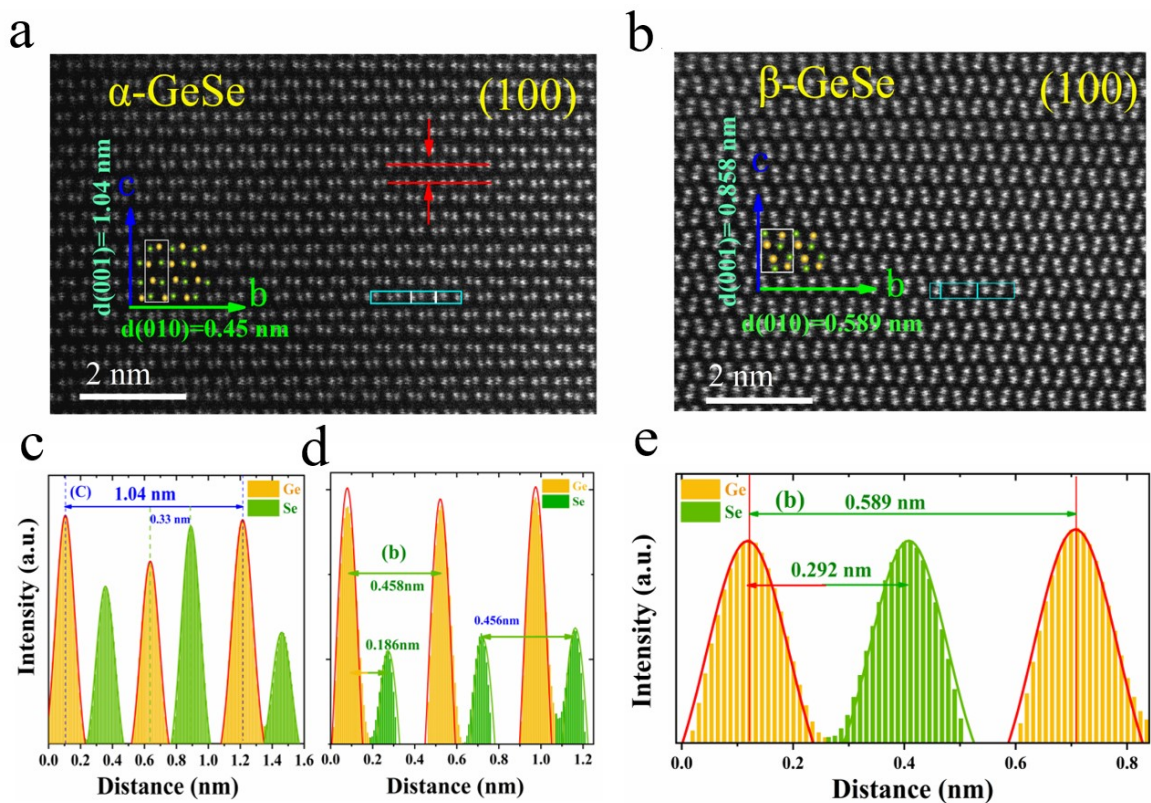 a
α-GeSe
(100)
d(001)= 1.04 nm
c
b
d(010)=0.45 nm
2 nm
b
β-GeSe
(100)
d(001)=0.858 nm
c
b
d(010)=0.589 nm
2 nm
c
(C)
1.04 nm
0.33 nm
Ge
Se
Intensity (a.u.)
0.0 0.2 0.4 0.6 0.8 1.0 1.2 1.4 1.6
Distance (nm)
d
Ge
Se
(b)
0.458nm
0.456nm
0.186nm
0.0 0.2 0.4 0.6 0.8 1.0 1.2
Distance (nm)
e
Ge
Se
(b)
0.589 nm
0.292 nm
Intensity (a.u.)
0.0 0.2 0.4 0.6 0.8
Distance (nm)